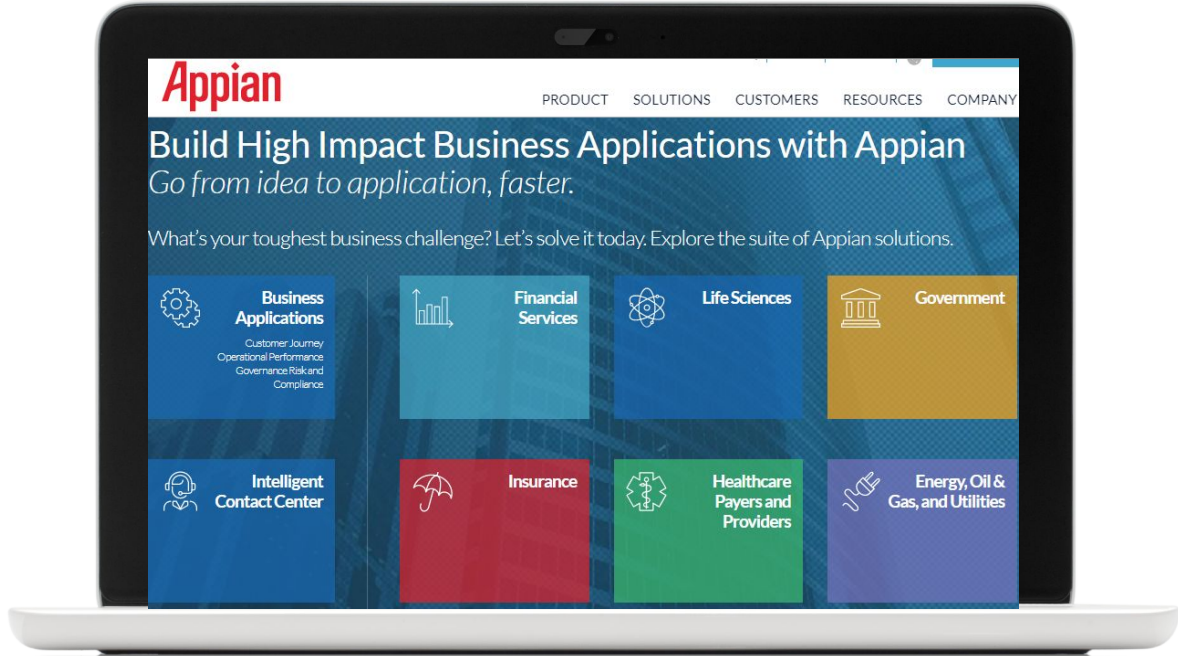 Appian
PRODUCT SOLUTIONS CUSTOMERS RESOURCES COMPANY
Build High Impact Business Applications with Appian
Go from idea to application, faster.
What's your toughest business challenge? Let's solve it today. Explore the suite of Appian solutions.
Business
Applications
Customer Journey
Operational Performance
Governance Risk and
Compliance
Financial
Services
Life Sciences
Government
Intelligent
Contact Center
Insurance
Healthcare
Payers and
Providers
Energy, Oil &
Gas, and Utilities